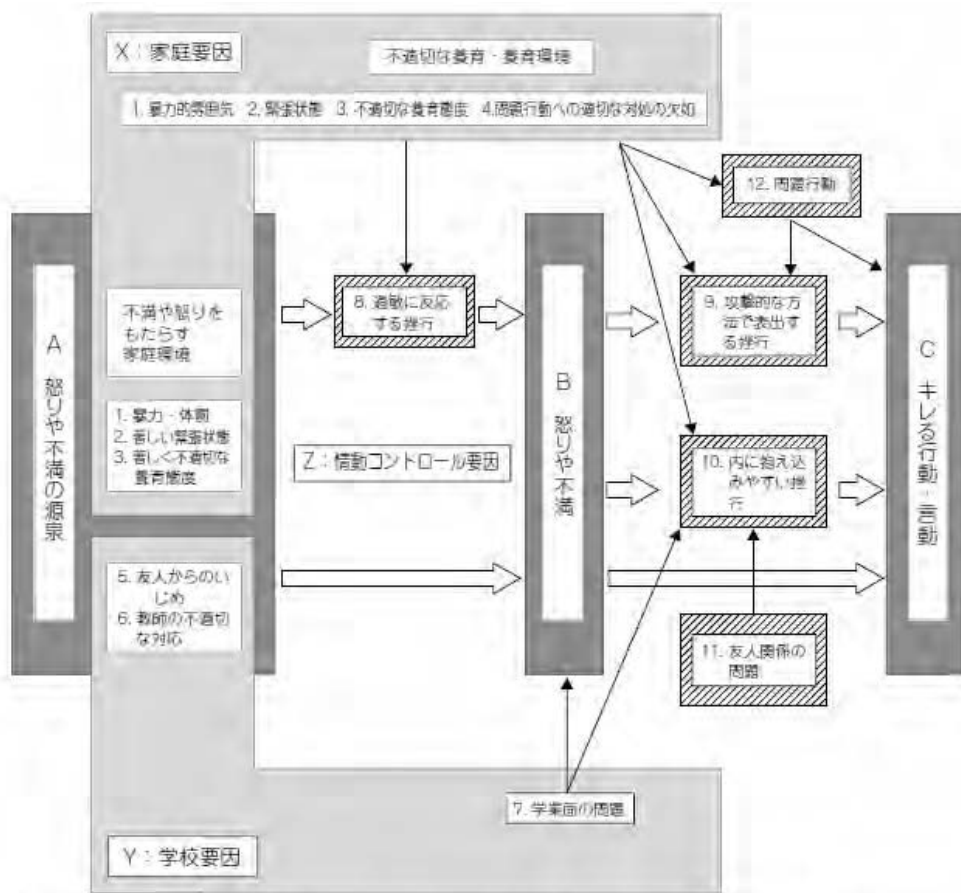 X：家庭要因
不適切な養育・養育環境
1. 暴力的雰囲気 2. 緊張状態 3. 不適切な養育態度 4.問題行動への適切な対処の欠如
12. 問題行動
A 怒りや不満の源泉
不満や怒りを
もたらす
家庭環境
8. 過敏に反応
する
9. 攻撃的な方
法で表出す
る
1. 暴力・体罰
2. 著しい緊張状態
3. 著しく不適切な
養育態度
Z：情動コントロール要因
B 怒りや不満
10. 内に抱え込
みやすい
C キレる行動・言動
5. 友人からのい
じめ
6. 教師の不適切
な対応
11. 友人関係の
問題
7. 学業面の問題
Y：学校要因